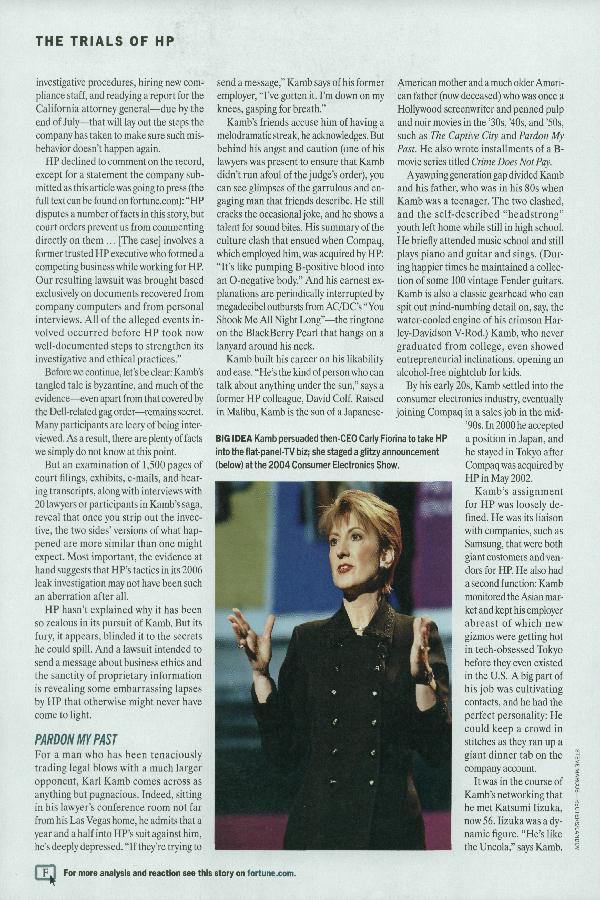 THE TRIALS OF HP
investigative procedures, hiring new com-
pliance staff, and readying a report for the
California attorney general—due by the
end of July—that will lay out the steps the
company has taken to make sure such mis-
behavior doesn't happen again.
HP declined to comment on the record,
except for a statement the company sub-
mitted as this article was going to press (the
full text can be found on fortune.com): "HP
disputes a number of facts in this story, but
court orders prevent us from commenting
directly on them … [The case] involves a
former trusted HP executive who formed a
competing business while working for HP.
Our resulting lawsuit was brought based
exclusively on documents recovered from
company computers and from personal
interviews. All of the alleged events in-
volved occurred before HP took now
well-documented steps to strengthen its
investigative and ethical practices."
Before we continue, let's be clear: Kamb's
tangled tale is byzantine, and much of the
evidence—even apart from that covered by
the Dell-related gag order—remains secret.
Many participants are leery of being inter-
viewed. As a result, there are plenty of facts
we simply do not know at this point.
But an examination of 1,500 pages of
court filings, exhibits, e-mails, and hear-
ing transcripts, along with interviews with
20 lawyers or participants in Kamb's saga,
reveal that once you strip out the invec-
tive, the two sides' versions of what hap-
pened are more similar than one might
expect. Most important, the evidence at
hand suggests that HP's tactics in its 2006
leak investigation may not have been such
an aberration after all.
HP hasn't explained why it has been
so zealous in its pursuit of Kamb. But its
fury, it appears, blinded it to the secrets
he could spill. And a lawsuit intended to
send a message about business ethics and
the sanctity of proprietary information
is revealing some embarrassing lapses
by HP that otherwise might never have
come to light.
PARDON MY PAST
For a man who has been tenaciously
trading legal blows with a much larger
opponent, Karl Kamb comes across as
anything but pugnacious. Indeed, sitting
in his lawyer's conference room not far
from his Las Vegas home, he admits that a
year and a half into HP's suit against him,
he's deeply depressed. "If they're trying to
send a message," Kamb says of his former
employer, "I've gotten it. I'm down on my
knees, gasping for breath."
Kamb's friends accuse him of having a
melodramatic streak, he acknowledges. But
behind his angst and caution (one of his
lawyers was present to ensure that Kamb
didn't run afoul of the judge's order), you
can see glimpses of the garrulous and en-
gaging man that friends describe. He still
cracks the occasional joke, and he shows a
talent for sound bites. His summary of the
culture clash that ensued when Compaq,
which employed him, was acquired by HP:
"It's like pumping B-positive blood into
an O-negative body." And his earnest ex-
planations are periodically interrupted by
megadecibel outbursts from AC/DC's "You
Shook Me All Night Long"—the ringtone
on the BlackBerry Pearl that hangs on a
lanyard around his neck.
Kamb built his career on his likability
and ease. "He's the kind of person who can
talk about anything under the sun," says a
former HP colleague, David Colf. Raised
in Malibu, Kamb is the son of a Japanese-
American mother and a much older Ameri-
can father (now deceased) who was once a
Hollywood screenwriter and penned pulp
and noir movies in the '30s, '40s, and '50s,
such as The Captive City and Pardon My
Past. He also wrote installments of a B-
movie series titled Crime Does Not Pay.
A yawning generation gap divided Kamb
and his father, who was in his 80s when
Kamb was a teenager. The two clashed,
and the self-described "headstrong"
youth left home while still in high school.
He briefly attended music school and still
plays piano and guitar and sings. (Dur-
ing happier times he maintained a collec-
tion of some 100 vintage Fender guitars.
Kamb is also a classic gearhead who can
spit out mind-numbing detail on, say, the
water-cooled engine of his crimson Har-
ley-Davidson V-Rod.) Kamb, who never
graduated from college, even showed
entrepreneurial inclinations, opening an
alcohol-free nightclub for kids.
By his early 20s, Kamb settled into the
consumer electronics industry, eventually
joining Compaq in a sales job in the mid-
'90s. In 2000 he accepted
a position in Japan, and
he stayed in Tokyo after
Compaq was acquired by
HP in May 2002.
Kamb's assignment
for HP was loosely de-
fined. He was its liaison
with companies, such as
Samsung, that were both
giant customers and ven-
dors for HP. He also had
a second function: Kamb
monitored the Asian mar-
ket and kept his employer
abreast of which new
gizmos were getting hot
in tech-obsessed Tokyo
before they even existed
in the U.S. A big part of
his job was cultivating
contacts, and he had the
perfect personality: He
could keep a crowd in
stitches as they ran up a
giant dinner tab on the
company account.
It was in the course of
Kamb's networking that
he met Katsumi Iizuka,
now 56. Iizuka was a dy-
namic figure. "He's like
the Uncola," says Kamb.
BIG IDEA Kamb persuaded then-CEO Carly Fiorina to take HP
into the flat-panel-TV biz; she staged a glitzy announcement
(below) at the 2004 Consumer Electronics Show.
F For more analysis and reaction see this story on fortune.com.